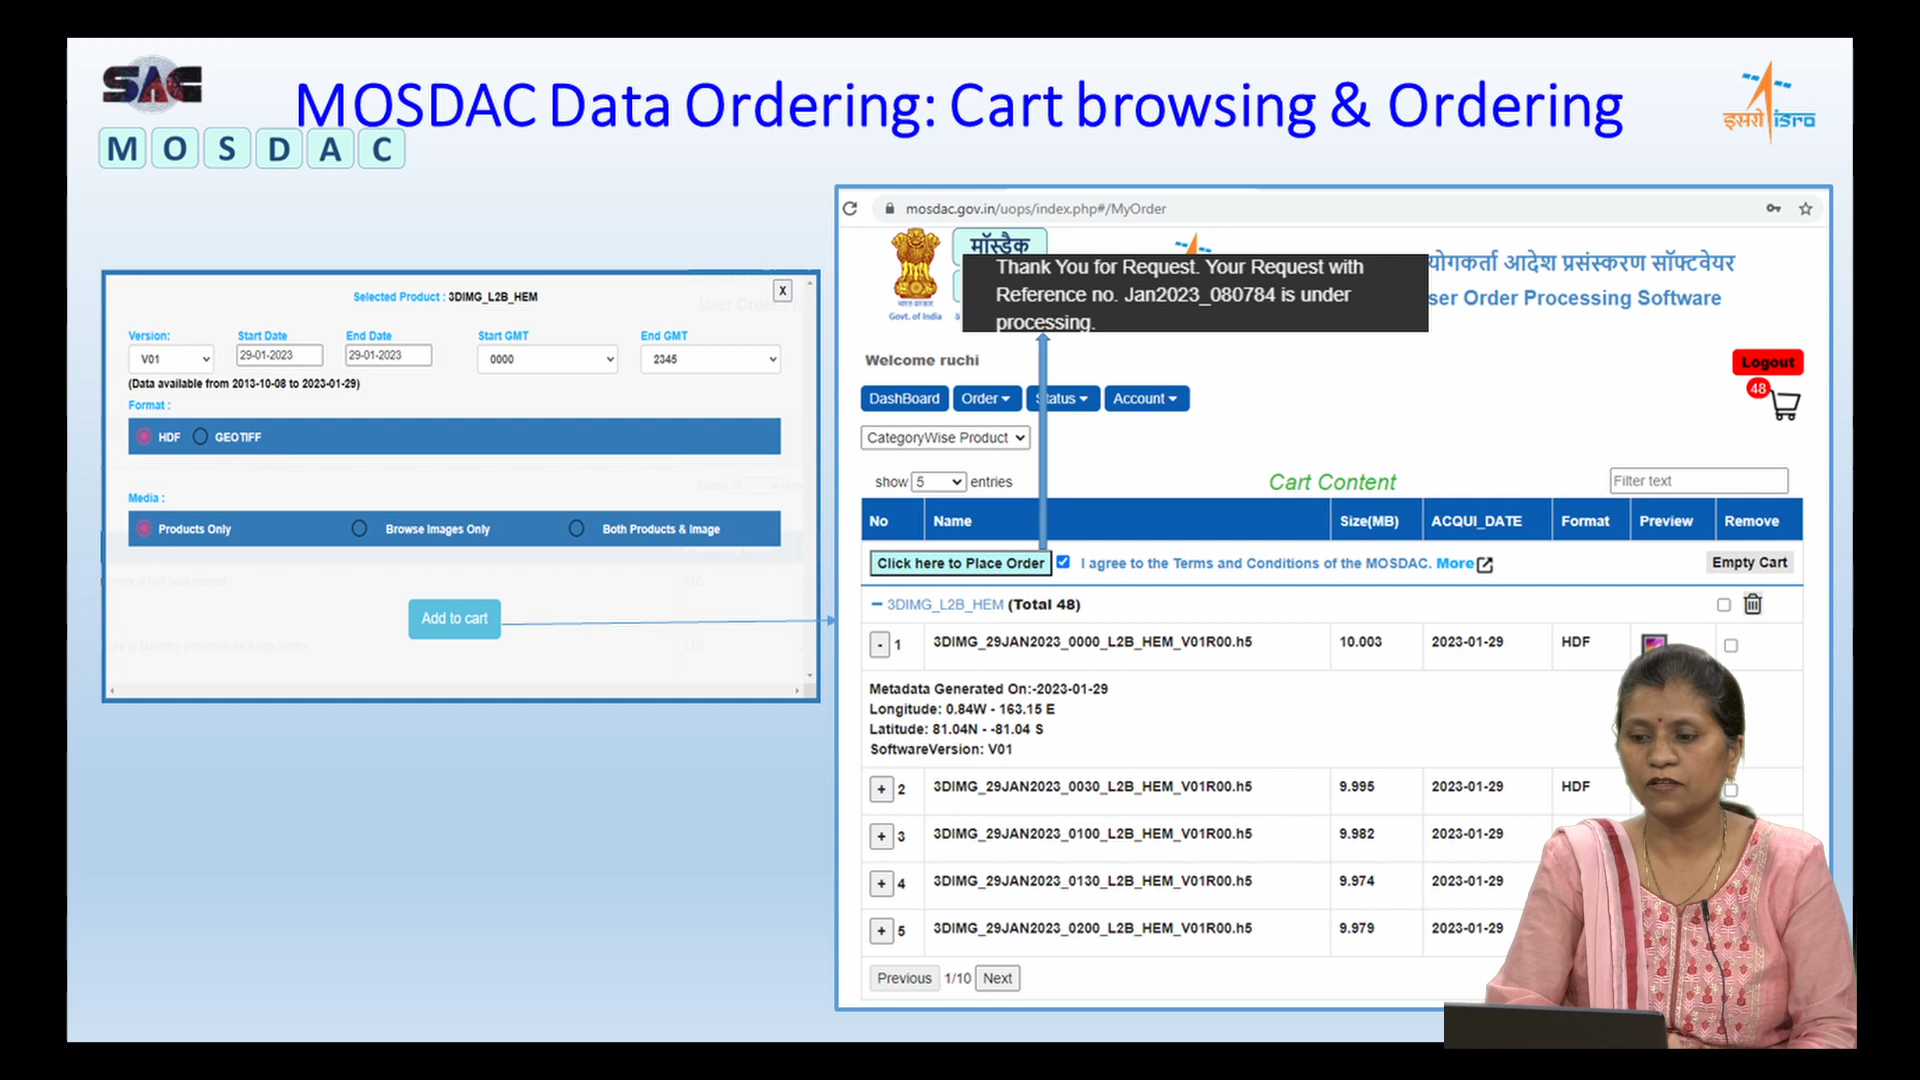 SAC
MOSDAC
MOSDAC Data Ordering: Cart browsing & Ordering
इसरो isro
X
Selected Product : 3DIMG_L2B_HEM
Version: Start Date End Date Start GMT End GMT
V01 29-01-2023 29-01-2023 0000 2345
(Data available from 2013-10-08 to 2023-01-29)
Format :
HDF GEOTIFF
Media :
Products Only Browse Images Only Both Products & Image
Add to cart
mosdac.gov.in/uops/index.php#/MyOrder
मॉस्डैक
Govt. of India
Thank You for Request. Your Request with
Reference no. Jan2023_080784 is under
processing.
योगकर्ता आदेश प्रसंस्करण सॉफ्टवेयर
ser Order Processing Software
Welcome ruchi
Logout
48
DashBoard Order Status Account
CategoryWise Product
show 5 entries
Cart Content
Filter text
No Name Size(MB) ACQUI_DATE Format Preview Remove
Click here to Place Order I agree to the Terms and Conditions of the MOSDAC. More Empty Cart
− 3DIMG_L2B_HEM (Total 48)
- 1 3DIMG_29JAN2023_0000_L2B_HEM_V01R00.h5 10.003 2023-01-29 HDF
Metadata Generated On:-2023-01-29
Longitude: 0.84W - 163.15 E
Latitude: 81.04N - -81.04 S
SoftwareVersion: V01
+ 2 3DIMG_29JAN2023_0030_L2B_HEM_V01R00.h5 9.995 2023-01-29 HDF
+ 3 3DIMG_29JAN2023_0100_L2B_HEM_V01R00.h5 9.982 2023-01-29
+ 4 3DIMG_29JAN2023_0130_L2B_HEM_V01R00.h5 9.974 2023-01-29
+ 5 3DIMG_29JAN2023_0200_L2B_HEM_V01R00.h5 9.979 2023-01-29
Previous 1/10 Next